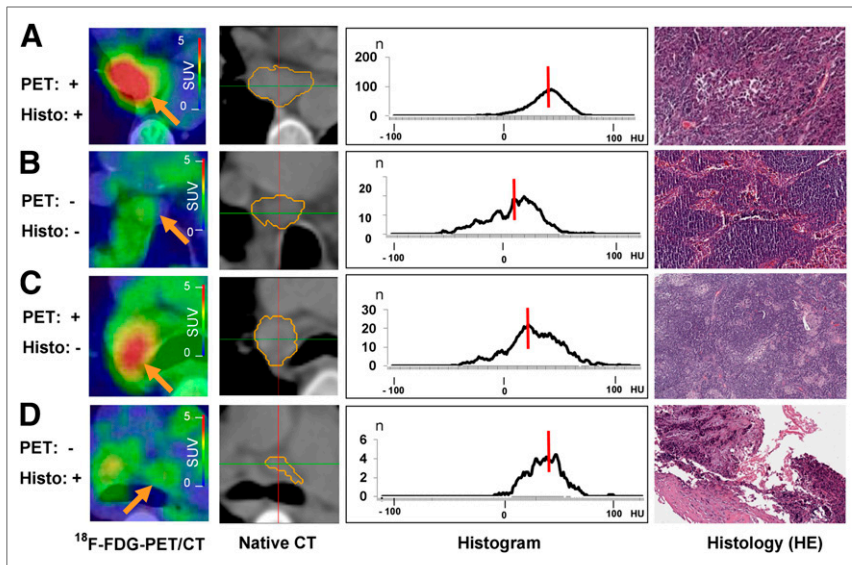 A
PET: +
Histo: +
5
SUV
0
n
200
100
0
- 100
0
100
HU
B
PET: -
Histo: -
5
SUV
0
n
20
10
0
- 100
0
100
HU
C
PET: +
Histo: -
5
SUV
0
n
30
20
10
0
- 100
0
100
HU
D
PET: -
Histo: +
5
SUV
0
n
6
4
2
0
- 100
0
100
HU
18F-FDG-PET/CT Native CT Histogram Histology (HE)